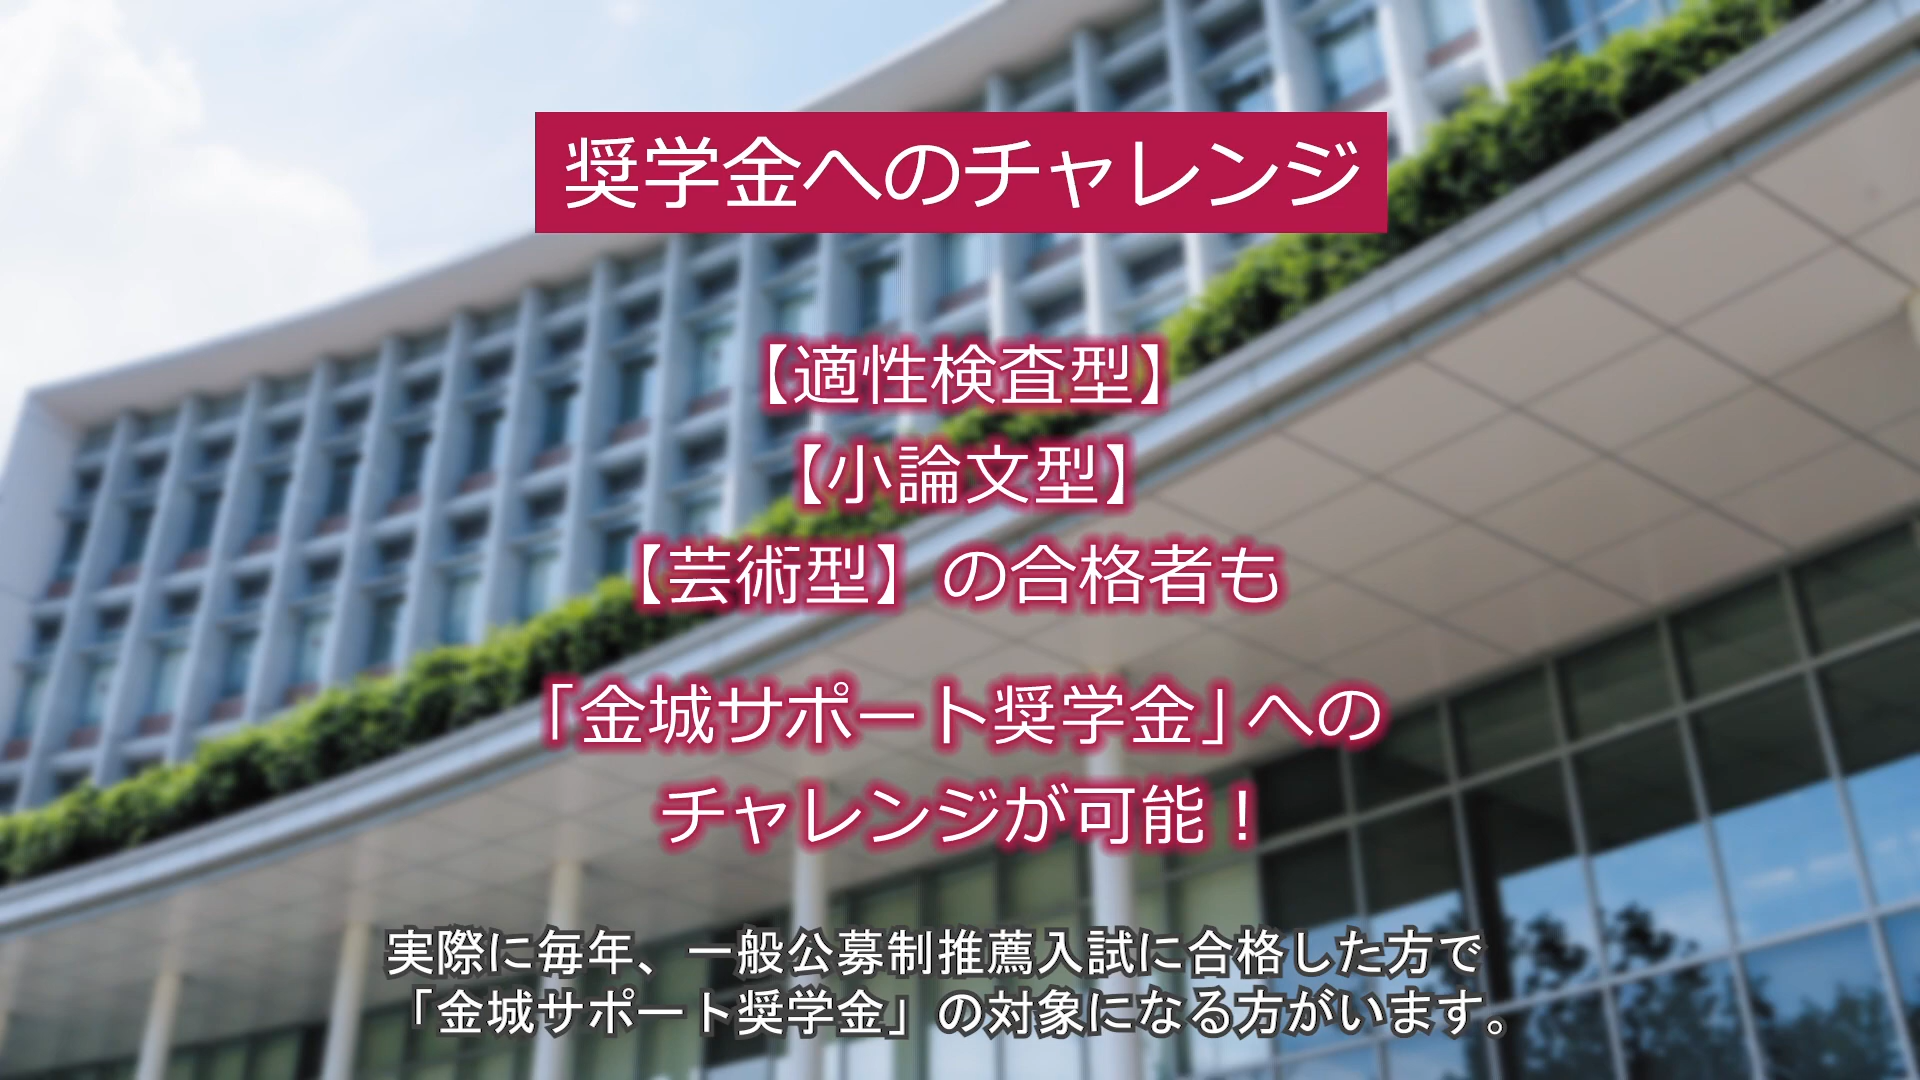 奨学金へのチャレンジ
【適性検査型】
【小論文型】
【芸術型】の合格者も
「金城サポート奨学金」への
チャレンジが可能！
実際に毎年、一般公募制推薦入試に合格した方で
「金城サポート奨学金」の対象になる方がいます。